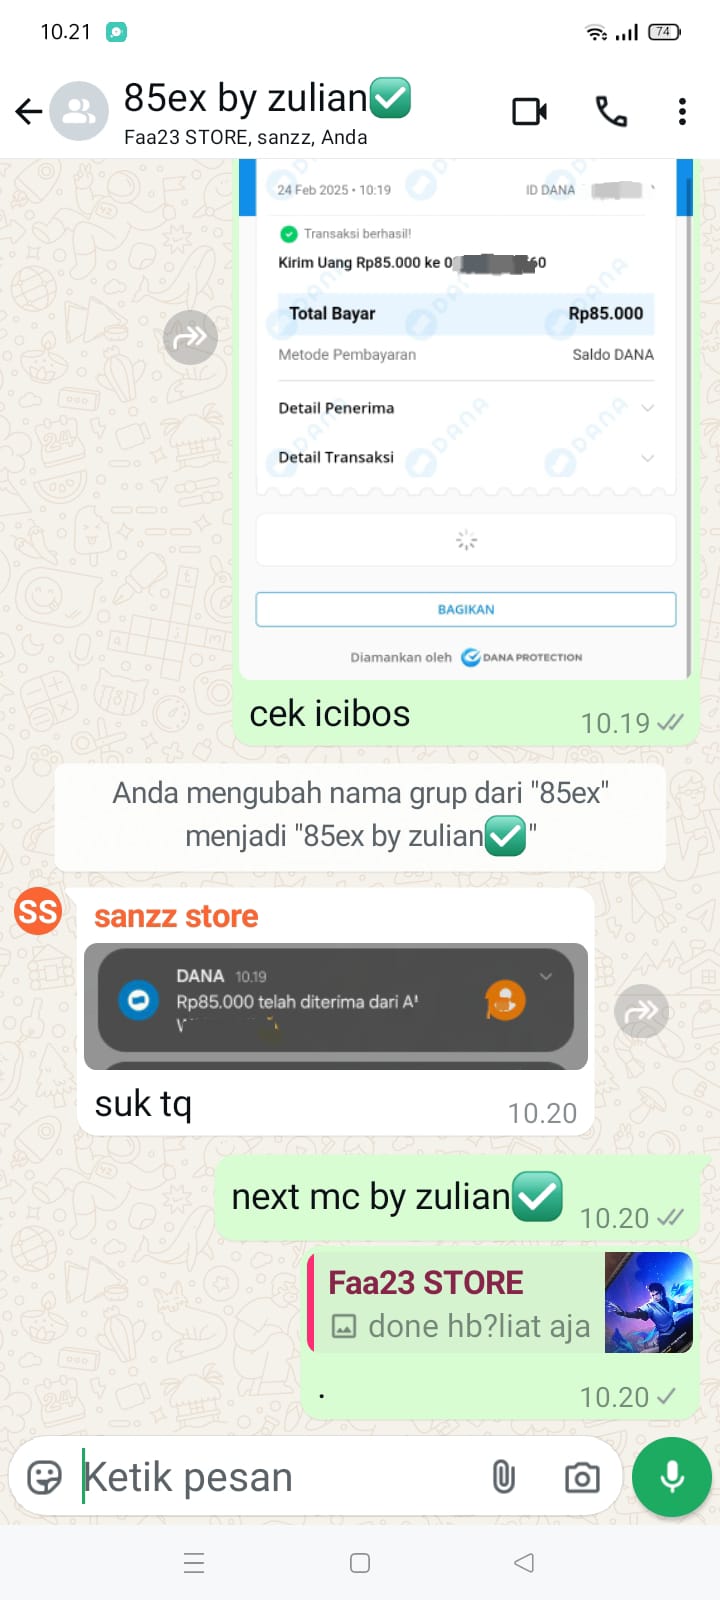 10.21
74
85ex by zulian✅
Faa23 STORE, sanzz, Anda
24 Feb 2025 • 10:19 ID DANA
Transaksi berhasil!
Kirim Uang Rp85.000 ke 0 60
Total Bayar Rp85.000
Metode Pembayaran Saldo DANA
Detail Penerima
Detail Transaksi
BAGIKAN
Diamankan oleh DANA PROTECTION
cek icibos
10.19
Anda mengubah nama grup dari "85ex"
menjadi "85ex by zulian✅"
SS
sanzz store
DANA 10.19
Rp85.000 telah diterima dari A'
suk tq
10.20
next mc by zulian✅
10.20
Faa23 STORE
done hb?liat aja
.
10.20
Ketik pesan